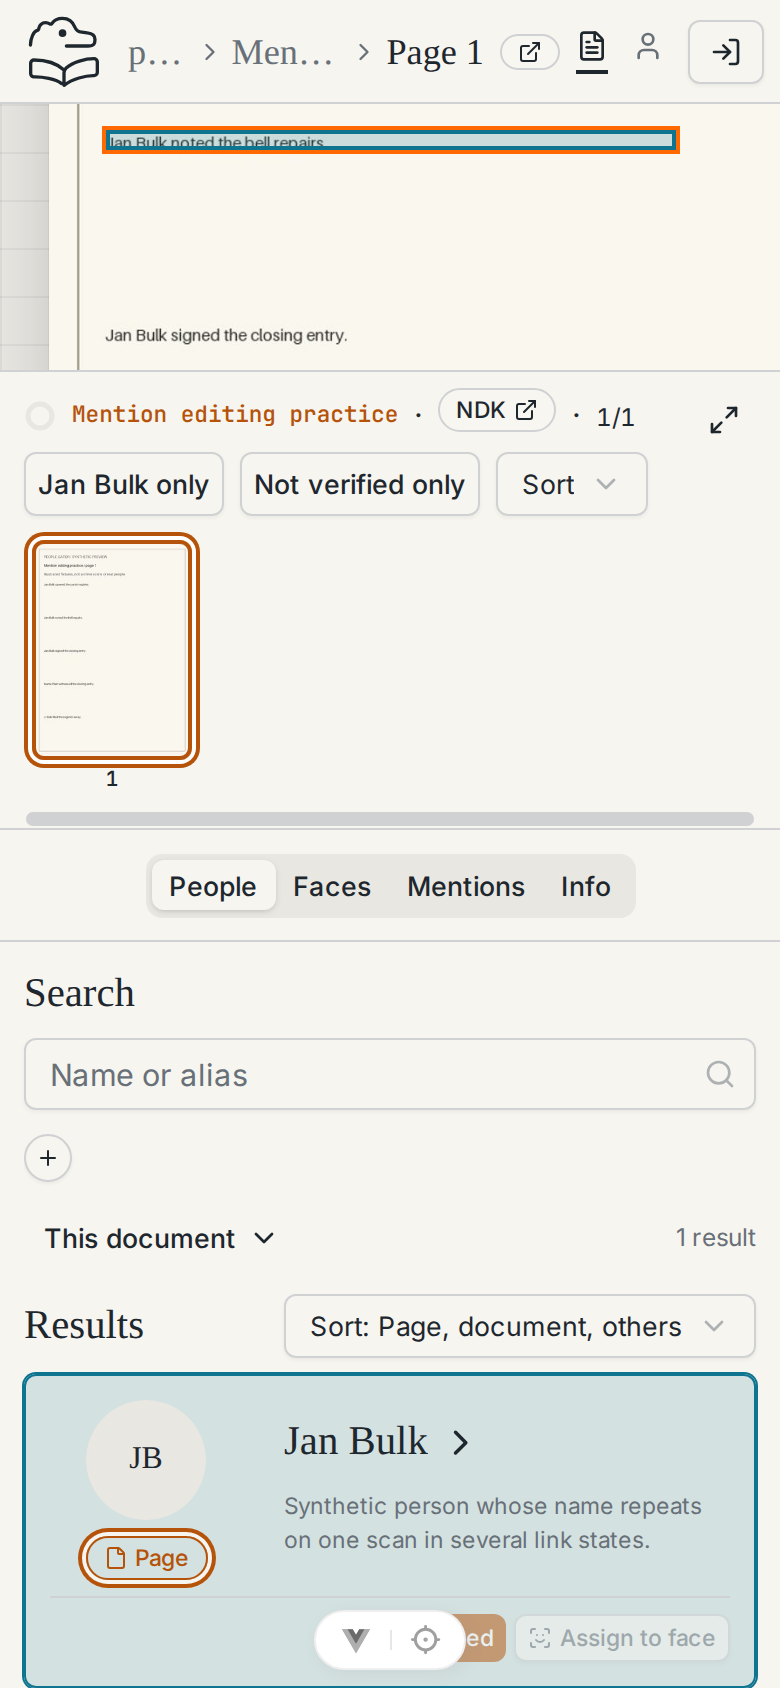 p… > Men… > Page 1
Jan Bulk noted the bell repairs
Jan Bulk signed the closing entry.
Mention editing practice · NDK · 1/1
Jan Bulk only Not verified only Sort
1
People Faces Mentions Info
Search
Name or alias
This document 1 result
Results Sort: Page, document, others
JB Jan Bulk
Synthetic person whose name repeats
on one scan in several link states.
Page
ed Assign to face